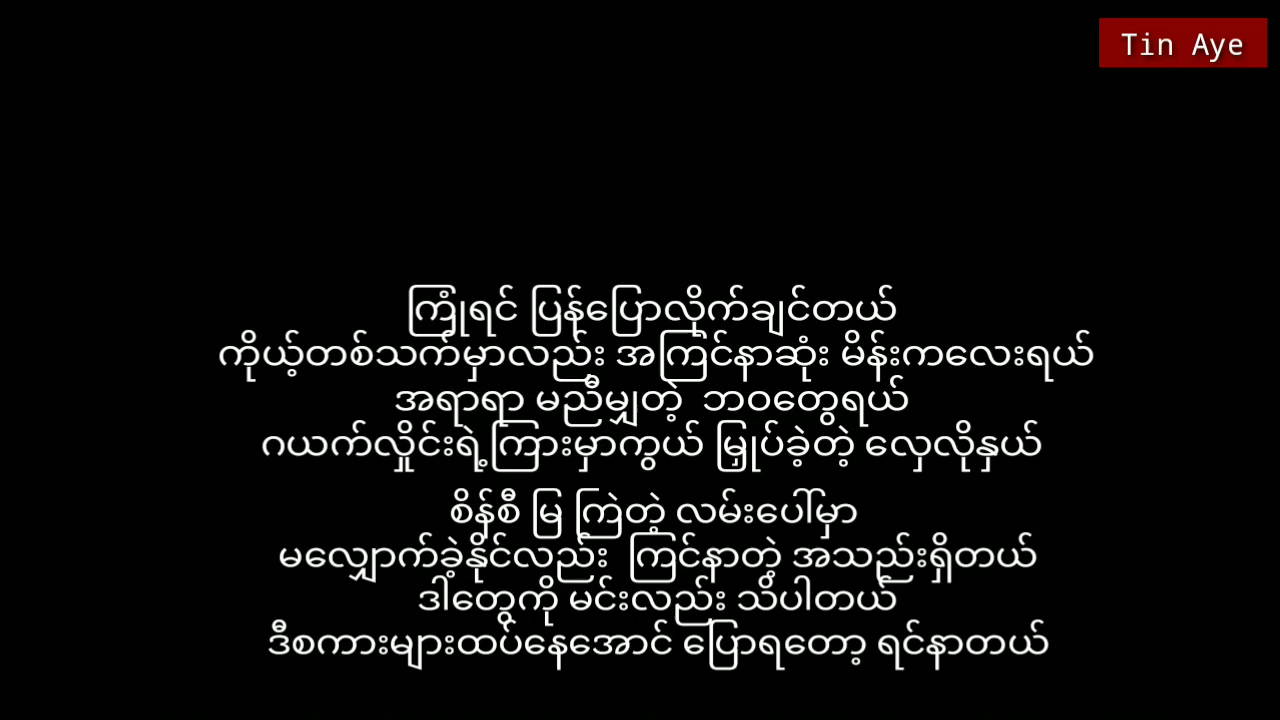 Tin Aye
ကြုံရင် ပြန်ပြောလိုက်ချင်တယ်
ကိုယ့်တစ်သက်မှာလည်း အကြင်နာဆုံး မိန်းကလေးရယ်
အရာရာ မညီမျှတဲ့ ဘဝတွေရယ်
ဂယက်လှိုင်းရဲ့ကြားမှာကွယ် မြှုပ်ခဲ့တဲ့ လှေလိုနှယ်
စိန်စီ မြ ကြဲတဲ့ လမ်းပေါ်မှာ
မလျှောက်ခဲ့နိုင်လည်း ကြင်နာတဲ့ အသည်းရှိတယ်
ဒါတွေကို မင်းလည်း သိပါတယ်
ဒီစကားများထပ်နေအောင် ပြောရတော့ ရင်နာတယ်